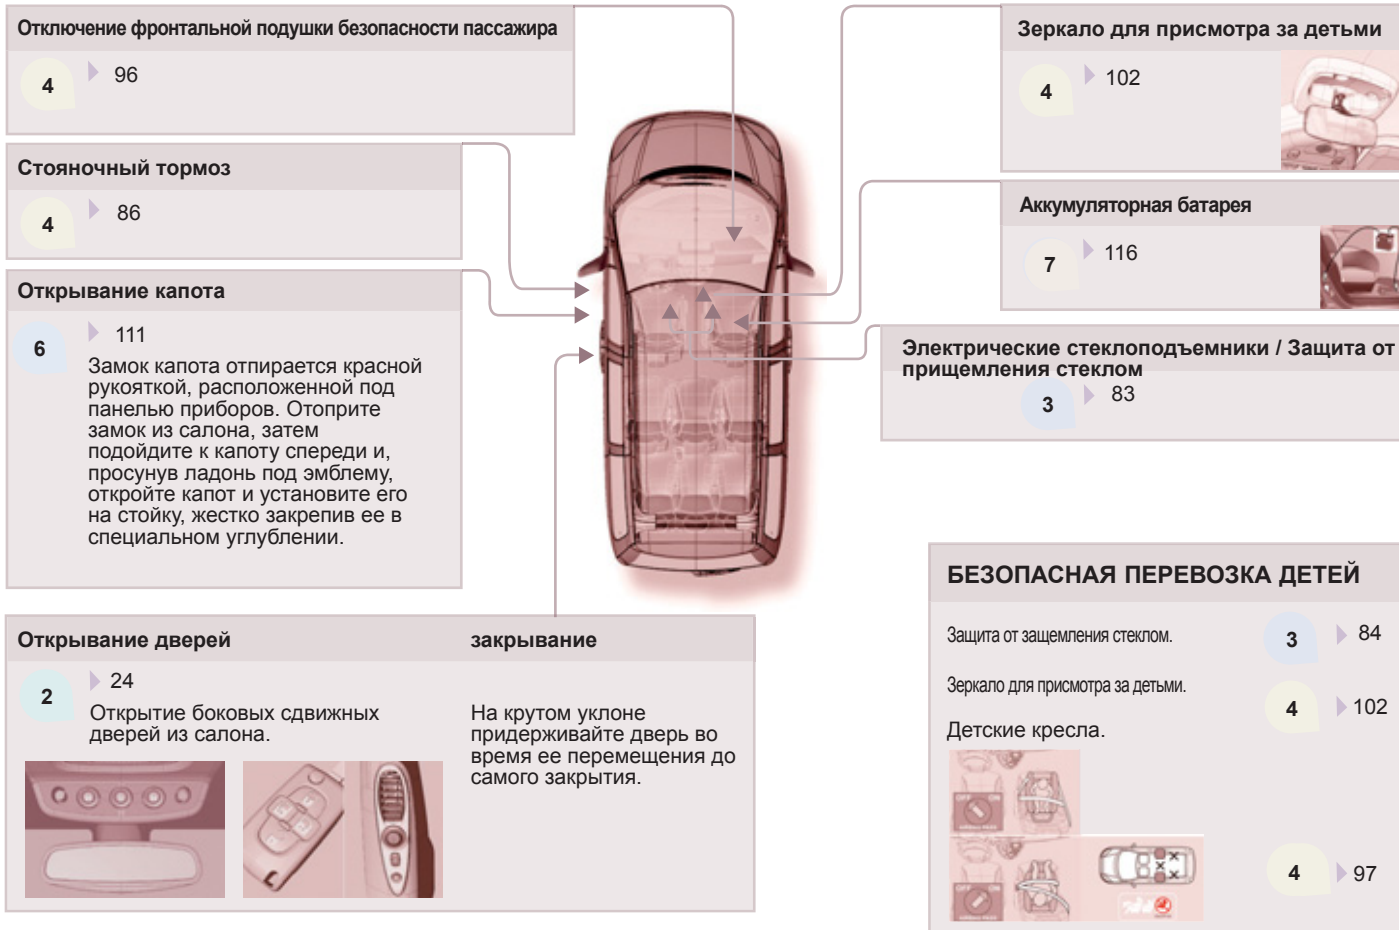 Отключение фронтальной подушки безопасности пассажира
4 96
Стояночный тормоз
4 86
Открывание капота
6 111
Замок капота отпирается красной
рукояткой, расположенной под
панелью приборов. Отоприте
замок из салона, затем
подойдите к капоту спереди и,
просунув ладонь под эмблему,
откройте капот и установите его
на стойку, жестко закрепив ее в
специальном углублении.
Открывание дверей
2 24
Открытие боковых сдвижных
дверей из салона.
закрывание
На крутом уклоне
придерживайте дверь во
время ее перемещения до
самого закрытия.
Зеркало для присмотра за детьми
4 102
Аккумуляторная батарея
7 116
Электрические стеклоподъемники / Защита от
прищемления стеклом
3 83
БЕЗОПАСНАЯ ПЕРЕВОЗКА ДЕТЕЙ
Защита от защемления стеклом.
3 84
Зеркало для присмотра за детьми.
4 102
Детские кресла.
OFF ON
OFF ON
4 97